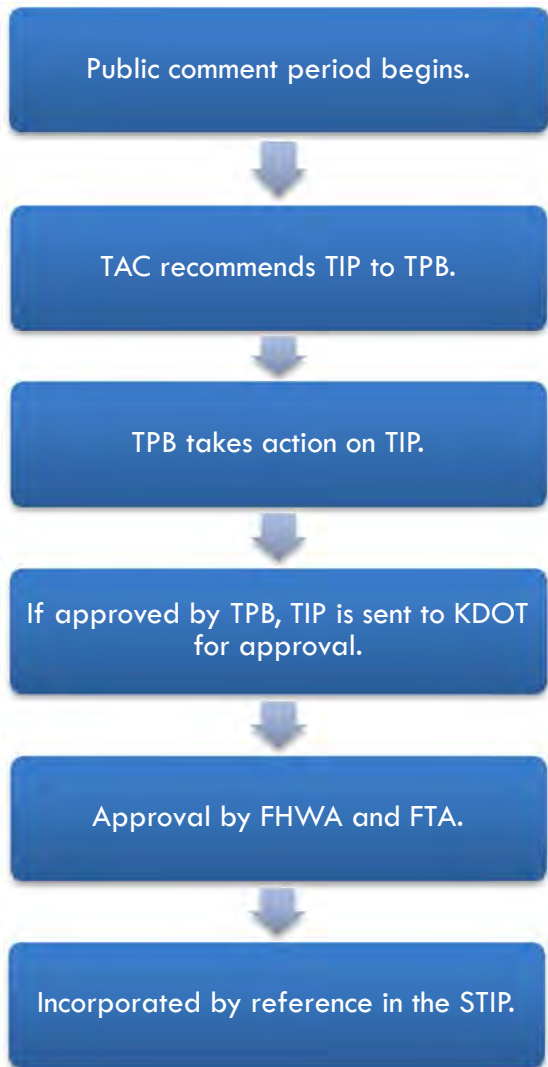 Public comment period begins.
TAC recommends TIP to TPB.
TPB takes action on TIP.
If approved by TPB, TIP is sent to KDOT
for approval.
Approval by FHWA and FTA.
Incorporated by reference in the STIP.